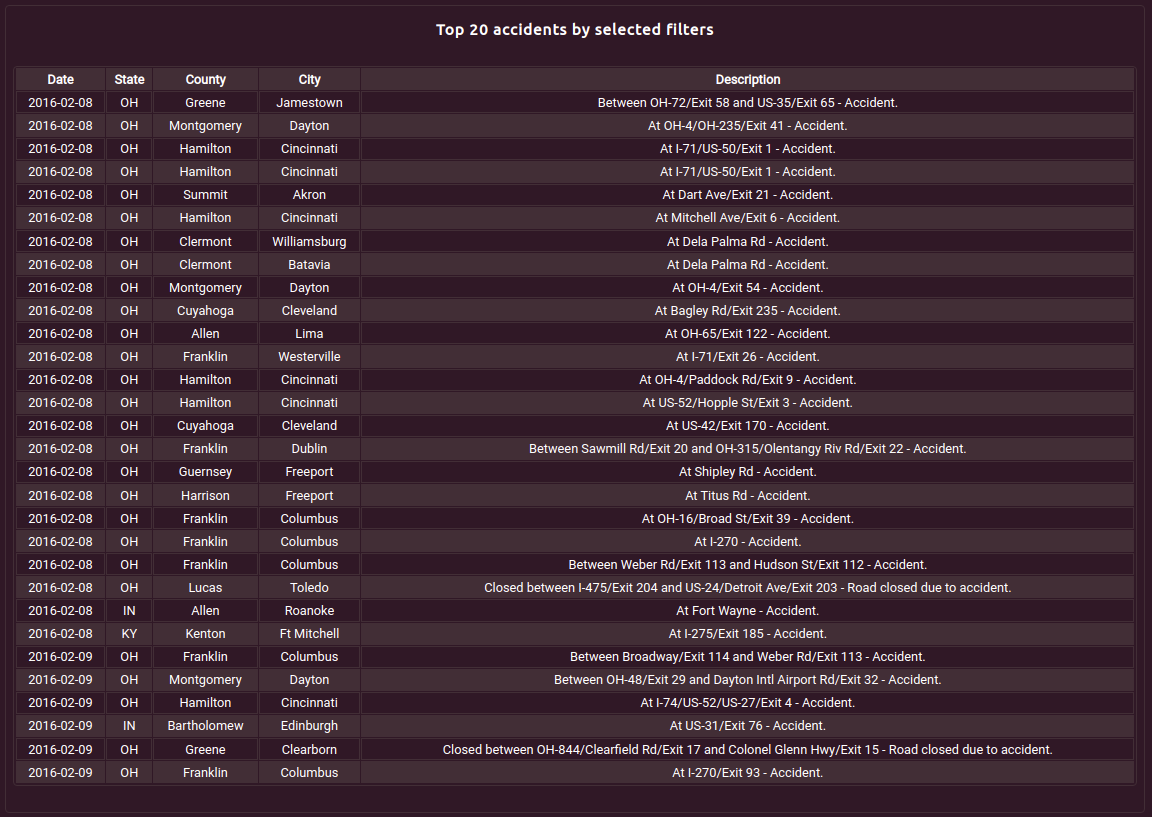 Top 20 accidents by selected filters
Date State County City Description
2016-02-08 OH Greene Jamestown Between OH-72/Exit 58 and US-35/Exit 65 - Accident.
2016-02-08 OH Montgomery Dayton At OH-4/OH-235/Exit 41 - Accident.
2016-02-08 OH Hamilton Cincinnati At I-71/US-50/Exit 1 - Accident.
2016-02-08 OH Hamilton Cincinnati At I-71/US-50/Exit 1 - Accident.
2016-02-08 OH Summit Akron At Dart Ave/Exit 21 - Accident.
2016-02-08 OH Hamilton Cincinnati At Mitchell Ave/Exit 6 - Accident.
2016-02-08 OH Clermont Williamsburg At Dela Palma Rd - Accident.
2016-02-08 OH Clermont Batavia At Dela Palma Rd - Accident.
2016-02-08 OH Montgomery Dayton At OH-4/Exit 54 - Accident.
2016-02-08 OH Cuyahoga Cleveland At Bagley Rd/Exit 235 - Accident.
2016-02-08 OH Allen Lima At OH-65/Exit 122 - Accident.
2016-02-08 OH Franklin Westerville At I-71/Exit 26 - Accident.
2016-02-08 OH Hamilton Cincinnati At OH-4/Paddock Rd/Exit 9 - Accident.
2016-02-08 OH Hamilton Cincinnati At US-52/Hopple St/Exit 3 - Accident.
2016-02-08 OH Cuyahoga Cleveland At US-42/Exit 170 - Accident.
2016-02-08 OH Franklin Dublin Between Sawmill Rd/Exit 20 and OH-315/Olentangy Riv Rd/Exit 22 - Accident.
2016-02-08 OH Guernsey Freeport At Shipley Rd - Accident.
2016-02-08 OH Harrison Freeport At Titus Rd - Accident.
2016-02-08 OH Franklin Columbus At OH-16/Broad St/Exit 39 - Accident.
2016-02-08 OH Franklin Columbus At I-270 - Accident.
2016-02-08 OH Franklin Columbus Between Weber Rd/Exit 113 and Hudson St/Exit 112 - Accident.
2016-02-08 OH Lucas Toledo Closed between I-475/Exit 204 and US-24/Detroit Ave/Exit 203 - Road closed due to accident.
2016-02-08 IN Allen Roanoke At Fort Wayne - Accident.
2016-02-08 KY Kenton Ft Mitchell At I-275/Exit 185 - Accident.
2016-02-09 OH Franklin Columbus Between Broadway/Exit 114 and Weber Rd/Exit 113 - Accident.
2016-02-09 OH Montgomery Dayton Between OH-48/Exit 29 and Dayton Intl Airport Rd/Exit 32 - Accident.
2016-02-09 OH Hamilton Cincinnati At I-74/US-52/US-27/Exit 4 - Accident.
2016-02-09 IN Bartholomew Edinburgh At US-31/Exit 76 - Accident.
2016-02-09 OH Greene Clearborn Closed between OH-844/Clearfield Rd/Exit 17 and Colonel Glenn Hwy/Exit 15 - Road closed due to accident.
2016-02-09 OH Franklin Columbus At I-270/Exit 93 - Accident.